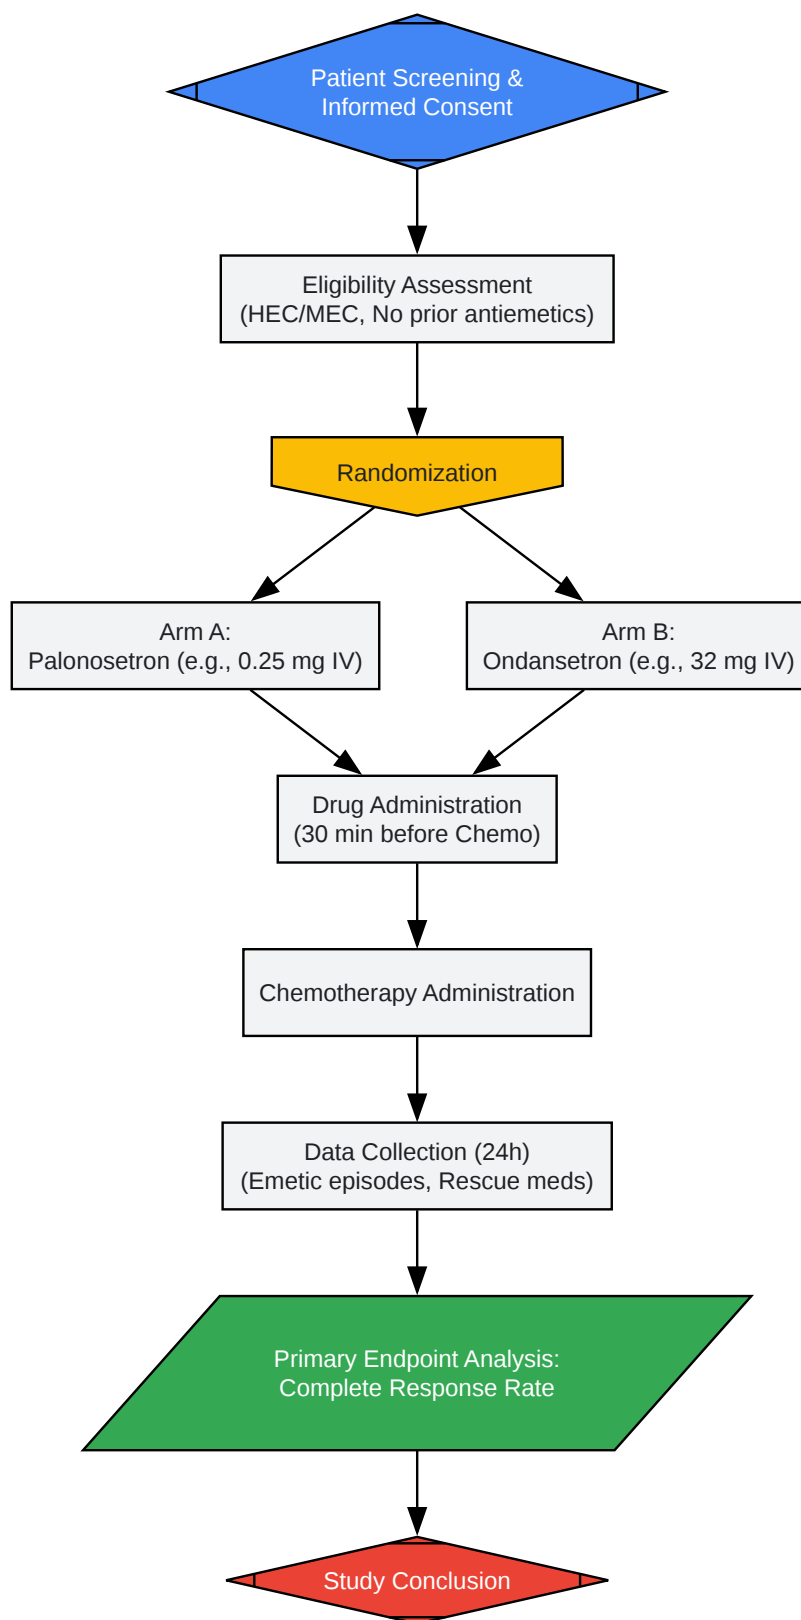 Patient Screening &
Informed Consent
Eligibility Assessment
(HEC/MEC, No prior antiemetics)
Randomization
Arm A:
Palonosetron (e.g., 0.25 mg IV)
Arm B:
Ondansetron (e.g., 32 mg IV)
Drug Administration
(30 min before Chemo)
Chemotherapy Administration
Data Collection (24h)
(Emetic episodes, Rescue meds)
Primary Endpoint Analysis:
Complete Response Rate
Study Conclusion